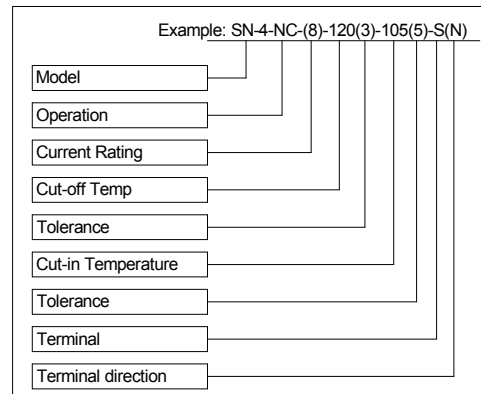 Example: SN-4-NC-(8)-120(3)-105(5)-S(N)
Model
Operation
Current Rating
Cut-off Temp
Tolerance
Cut-in Temperature
Tolerance
Terminal
Terminal direction